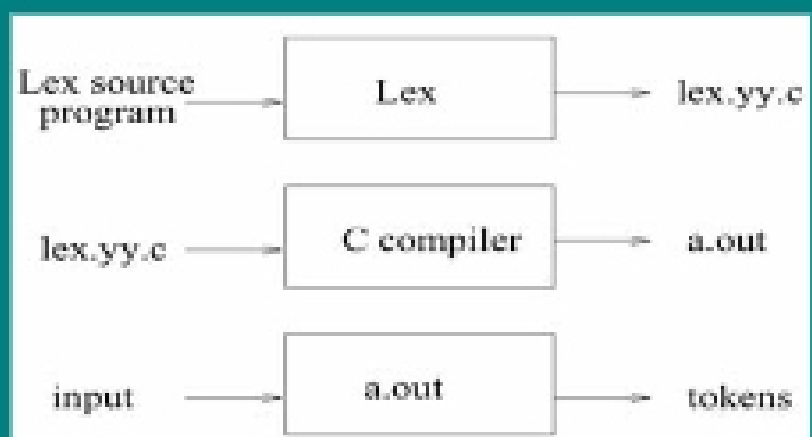 Lex source
program
Lex
lex.yy.c
lex.yy.c
C compiler
a.out
input
a.out
tokens